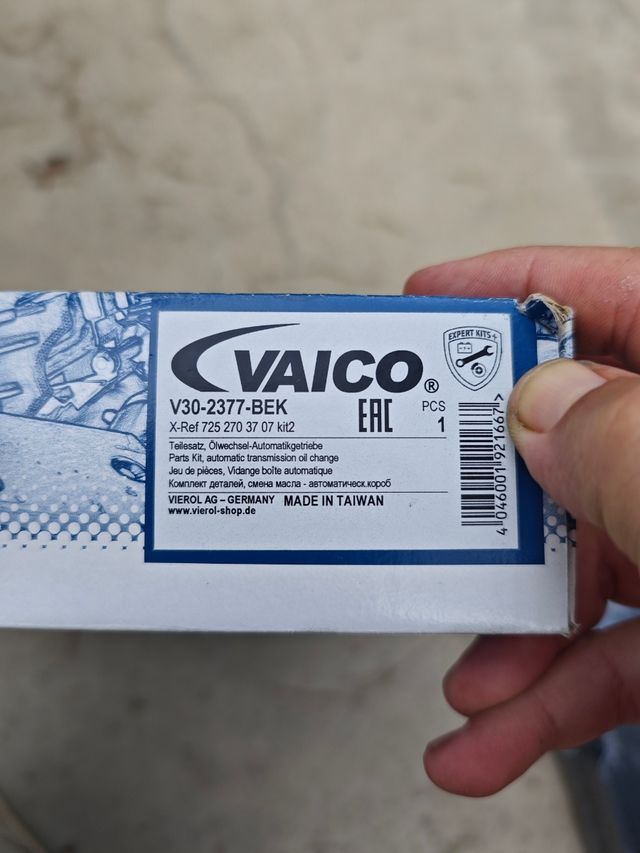 VAICO®
EXPERT KITS+
V30-2377-BEK
X-Ref 725 270 37 07 kit2
EAC
PCS
1
Teilesatz, Ölwechsel-Automatikgetriebe
Parts Kit, automatic transmission oil change
Jeu de pièces, Vidange boîte automatique
Комплект деталей, смена масла - автоматическ.короб
VIEROL AG – GERMANY MADE IN TAIWAN
www.vierol-shop.de
4 046001 921667 >